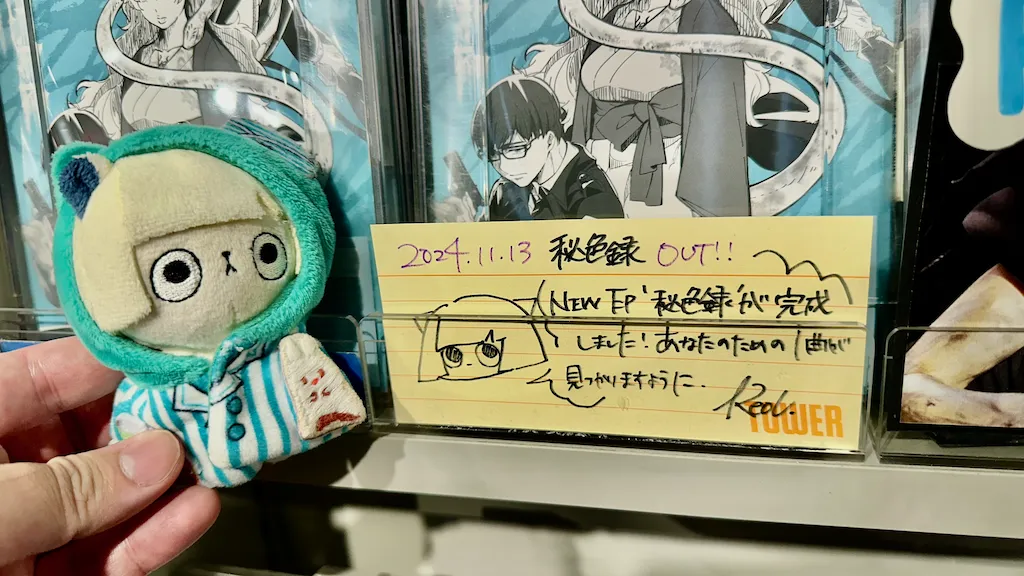 2024.11.13 秘色録 OUT!!
NEW EP '秘色録'が完成
しました！あなたのための1曲が
見つかりますように.
Reol.
TOWER